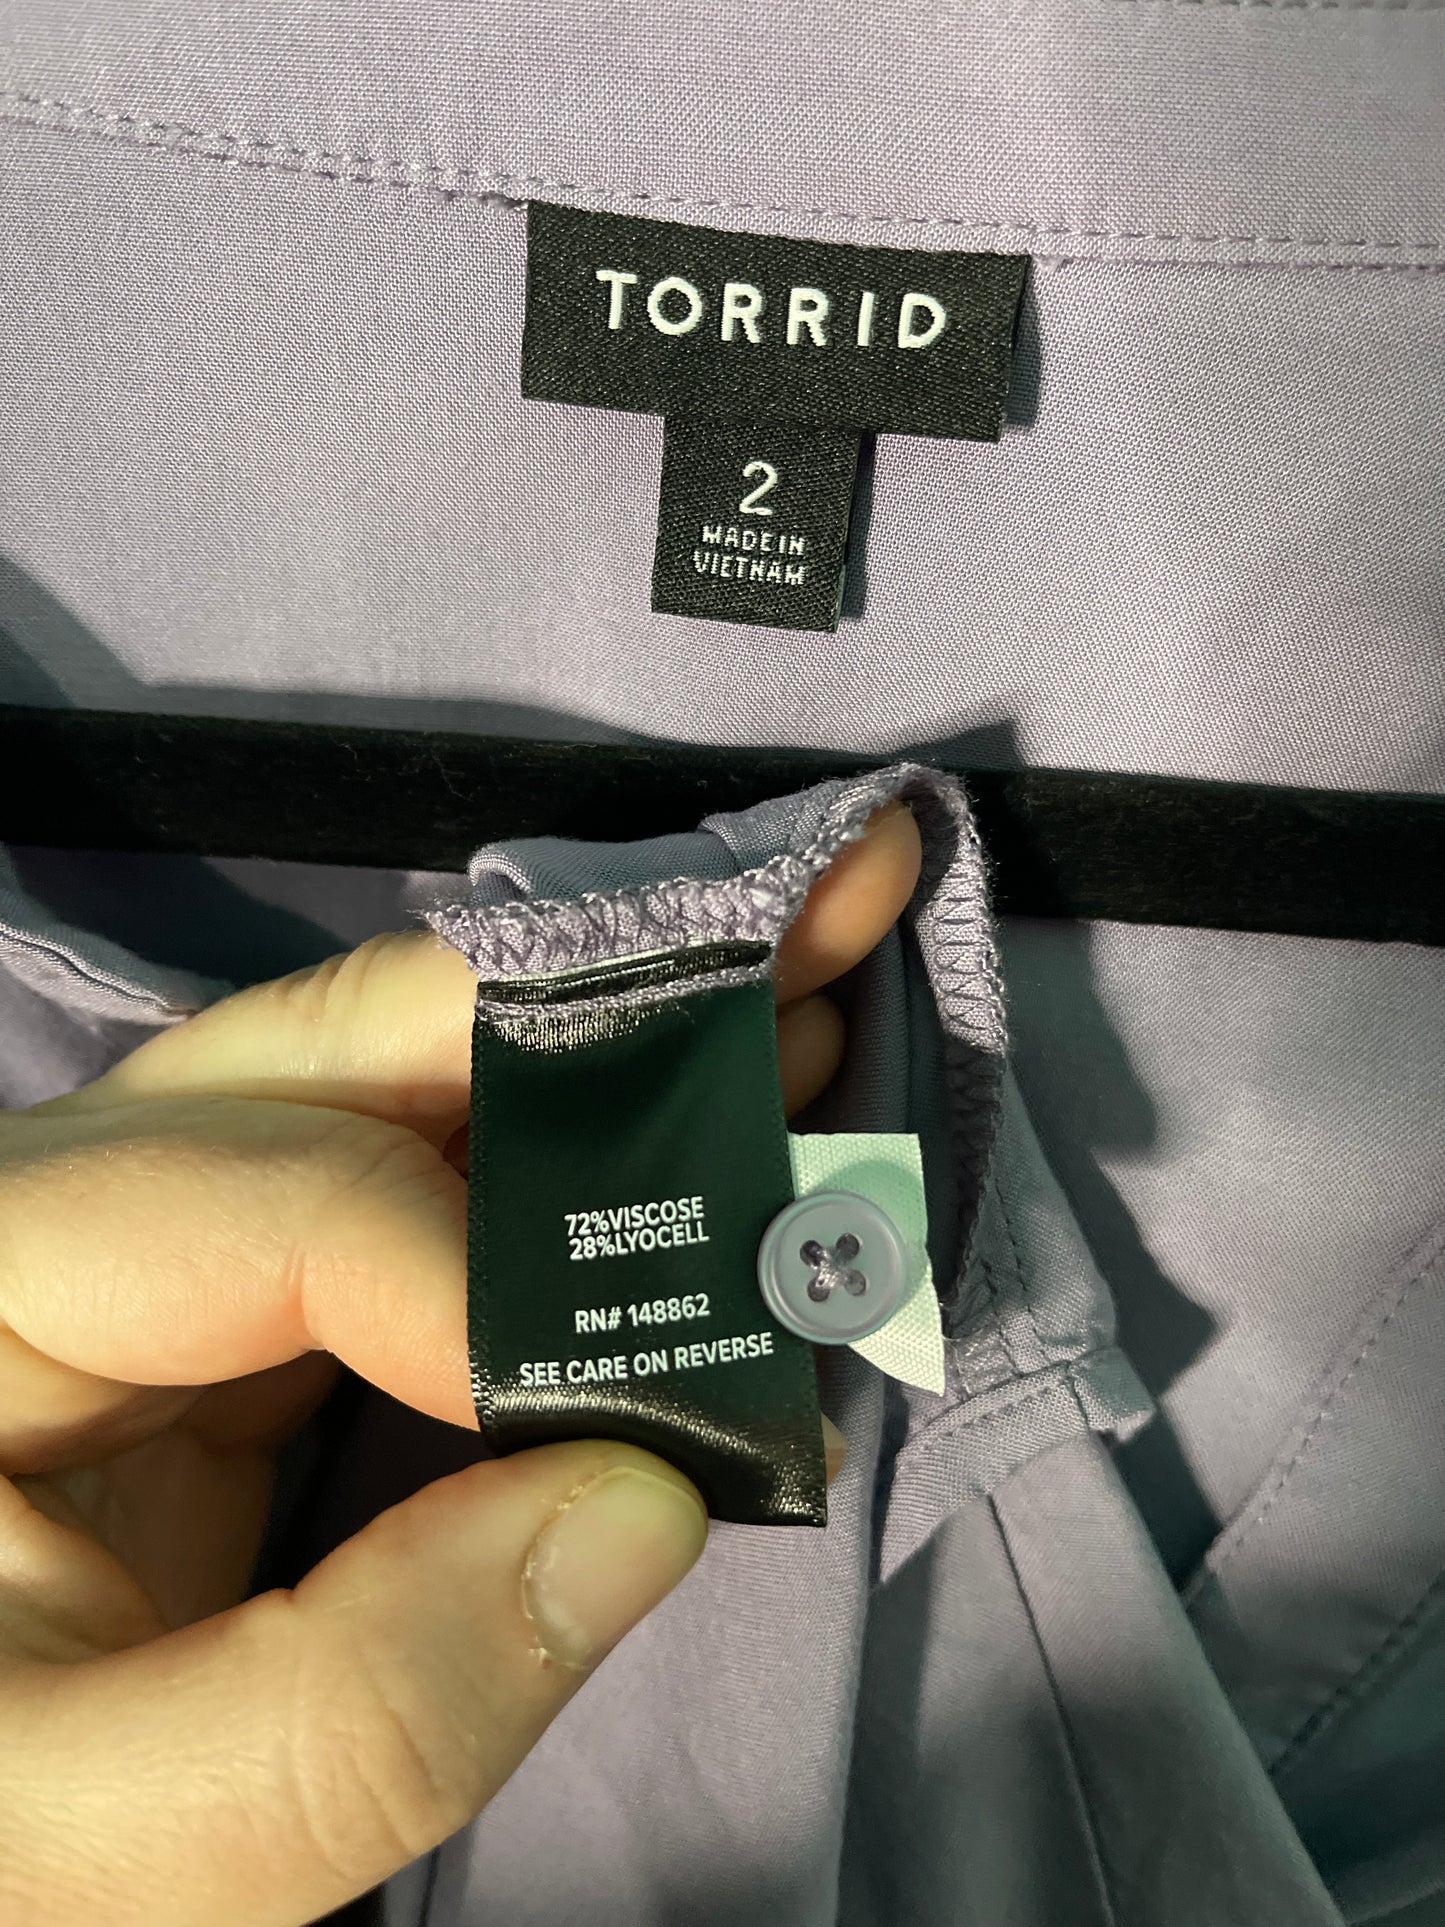 TORRID
2
MADE IN
VIETNAM
72%VISCOSE
28%LYOCELL
RN# 148862
SEE CARE ON REVERSE